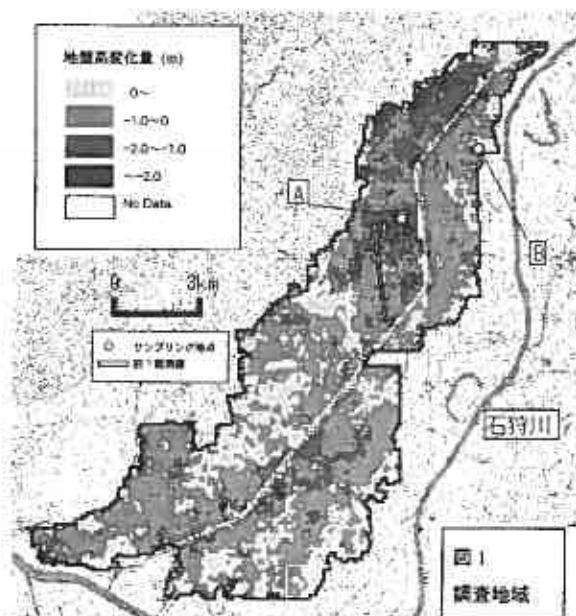 地盤高変化量 (m)
0~
-1.0~0
-2.0~-1.0
~-2.0
No Data
A
B
0 3km
サンプリング地点
石狩川
図1
調査地域